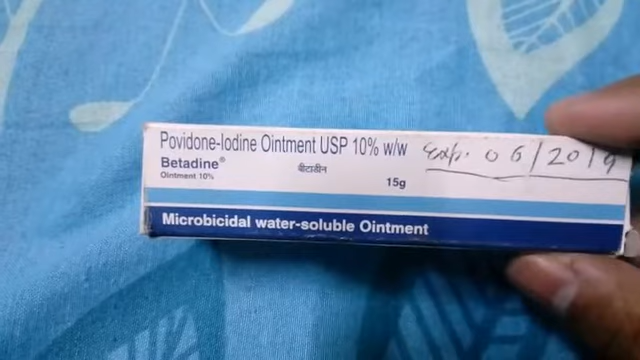 Povidone-Iodine Ointment USP 10% w/w
Exp. 06/2019
Betadine® बीटाडीन
Ointment 10%
15g
Microbicidal water-soluble Ointment